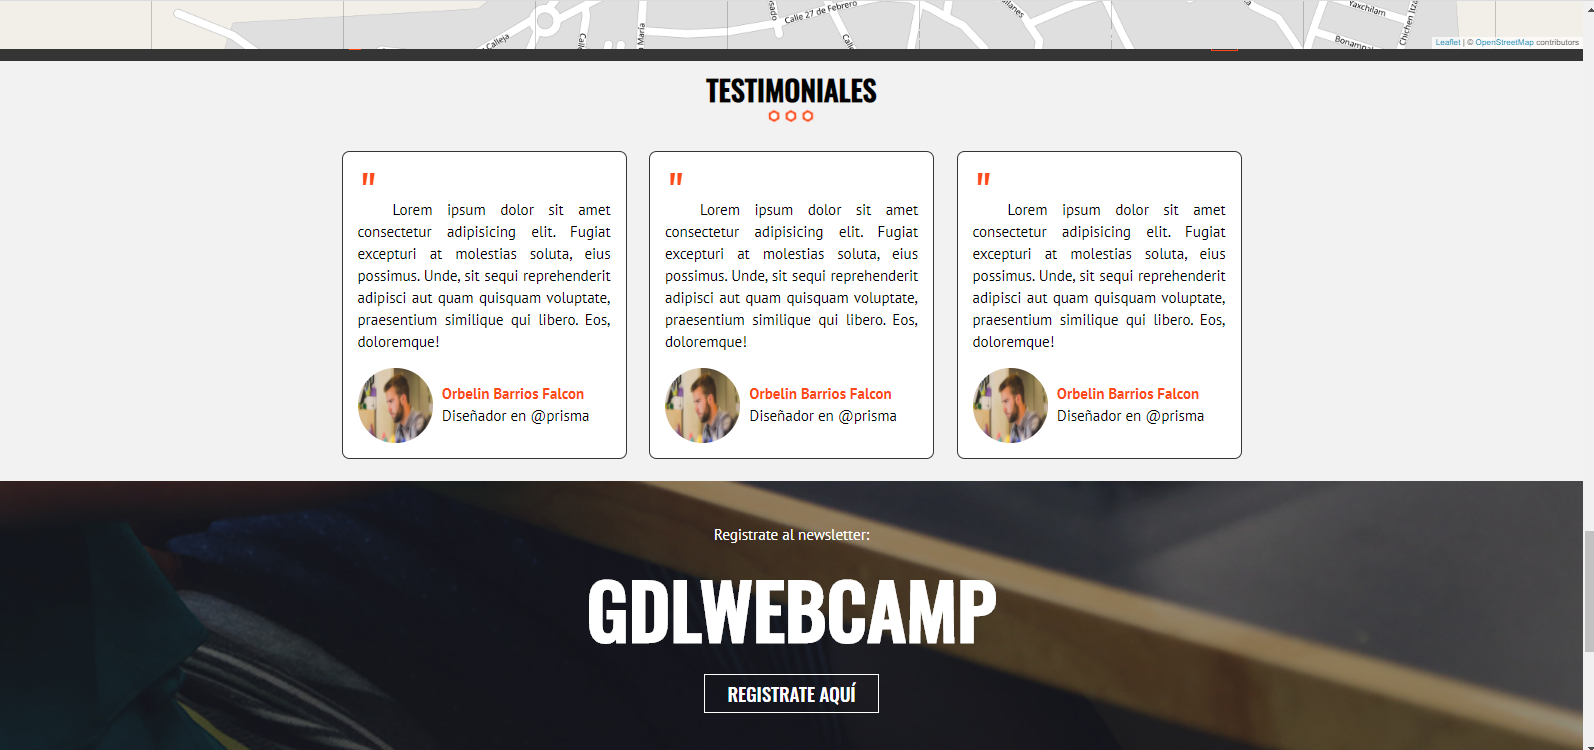 Calle 27 de Febrero
Yaxchilam
Chichen Itza
Calleja
María
Bonampa
Leaflet | © OpenStreetMap contributors
TESTIMONIALES
"
Lorem ipsum dolor sit amet
consectetur adipisicing elit. Fugiat
excepturi at molestias soluta, eius
possimus. Unde, sit sequi reprehenderit
adipisci aut quam quisquam voluptate,
praesentium similique qui libero. Eos,
doloremque!
Orbelin Barrios Falcon
Diseñador en @prisma
"
Lorem ipsum dolor sit amet
consectetur adipisicing elit. Fugiat
excepturi at molestias soluta, eius
possimus. Unde, sit sequi reprehenderit
adipisci aut quam quisquam voluptate,
praesentium similique qui libero. Eos,
doloremque!
Orbelin Barrios Falcon
Diseñador en @prisma
"
Lorem ipsum dolor sit amet
consectetur adipisicing elit. Fugiat
excepturi at molestias soluta, eius
possimus. Unde, sit sequi reprehenderit
adipisci aut quam quisquam voluptate,
praesentium similique qui libero. Eos,
doloremque!
Orbelin Barrios Falcon
Diseñador en @prisma
Registrate al newsletter:
GDLWEBCAMP
REGISTRATE AQUÍ